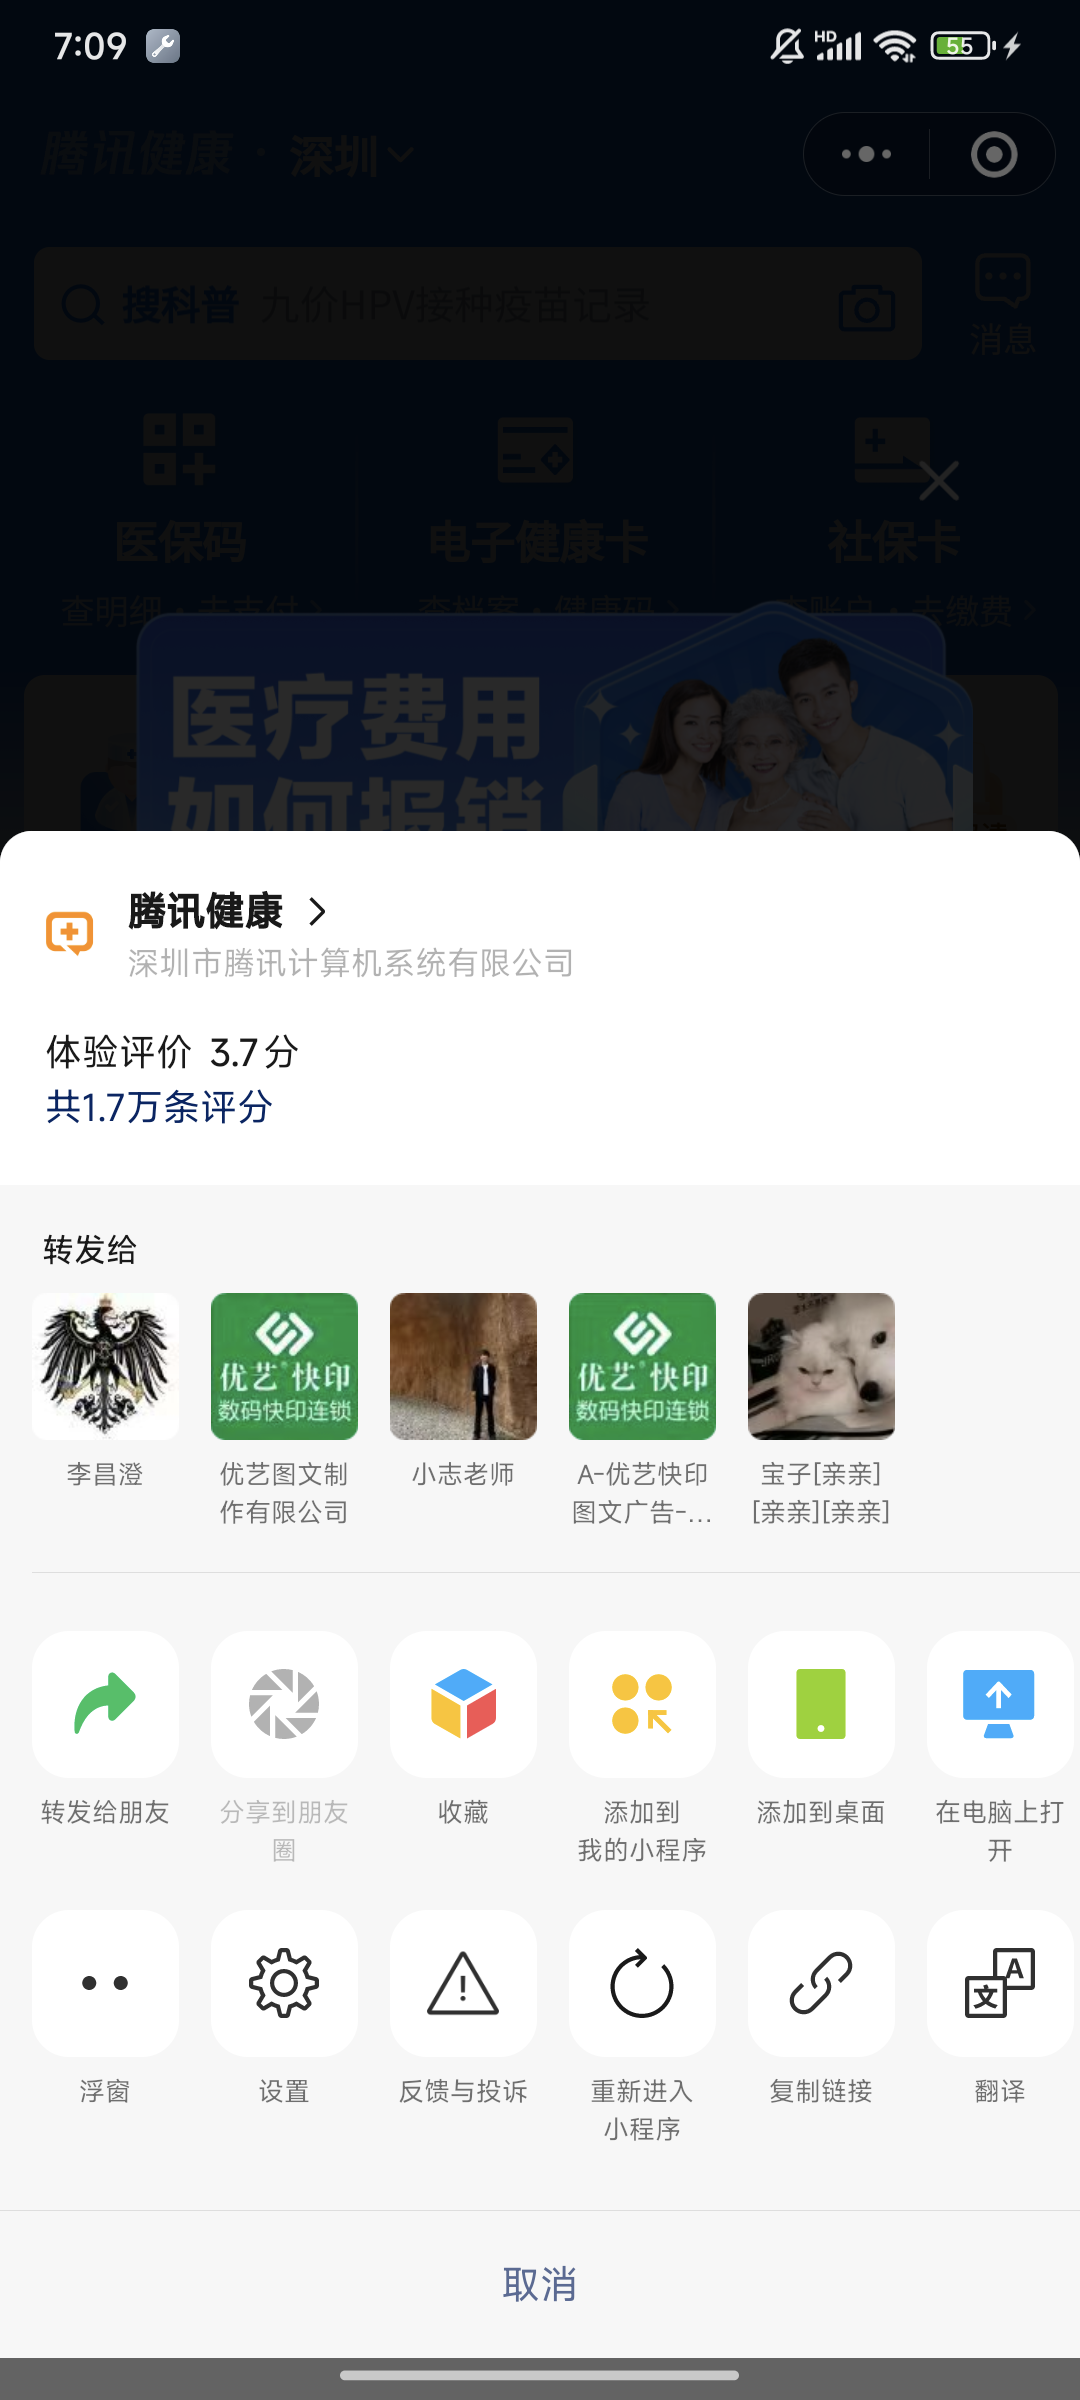 7:09
HD
55
腾讯健康 · 深圳
搜科普 九价HPV接种疫苗记录
消息
医保码 电子健康卡 社保卡
查明细·去支付 查档案·健康码 查账户·去缴费
医疗费用
如何报销
腾讯健康
深圳市腾讯计算机系统有限公司
体验评价 3.7分
共1.7万条评分
转发给
优艺®快印
数码快印连锁
优艺®快印
数码快印连锁
李昌澄
优艺图文制
作有限公司
小志老师
A-优艺快印
图文广告-...
宝子[亲亲]
[亲亲][亲亲]
转发给朋友
分享到朋友
圈
收藏
添加到
我的小程序
添加到桌面
在电脑上打
开
A
文
浮窗
设置
反馈与投诉
重新进入
小程序
复制链接
翻译
取消